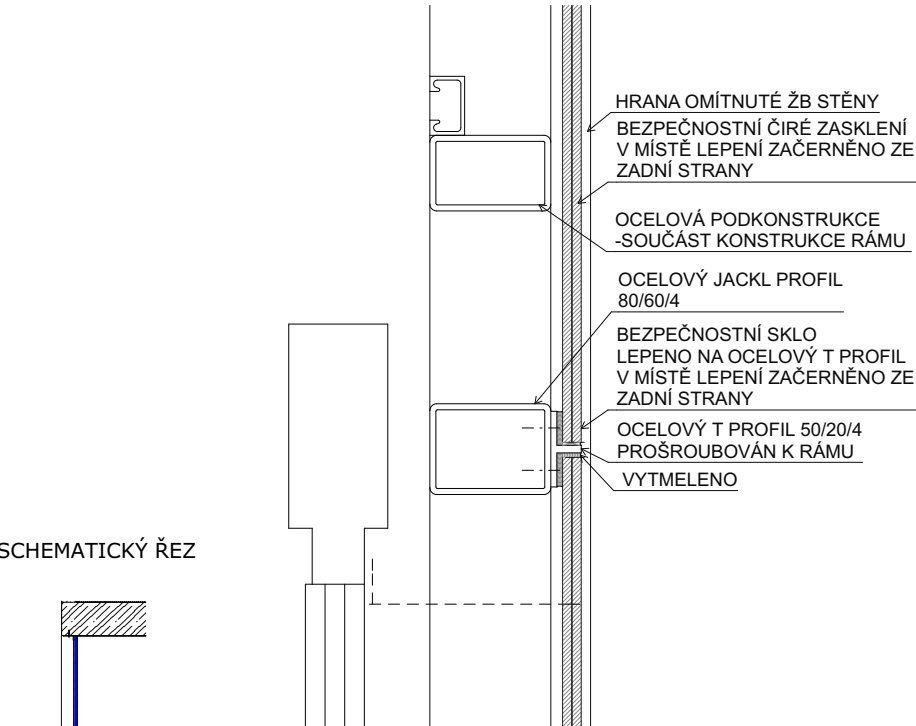 HRANA OMÍTNUTÉ ŽB STĚNY
BEZPEČNOSTNÍ ČIRÉ ZASKLENÍ
V MÍSTĚ LEPENÍ ZAČERNĚNO ZE
ZADNÍ STRANY
OCELOVÁ PODKONSTRUKCE
-SOUČÁST KONSTRUKCE RÁMU
OCELOVÝ JACKL PROFIL
80/60/4
BEZPEČNOSTNÍ SKLO
LEPENO NA OCELOVÝ T PROFIL
V MÍSTĚ LEPENÍ ZAČERNĚNO ZE
ZADNÍ STRANY
OCELOVÝ T PROFIL 50/20/4
PROŠROUBOVÁN K RÁMU
VYTMELENO
SCHEMATICKÝ ŘEZ